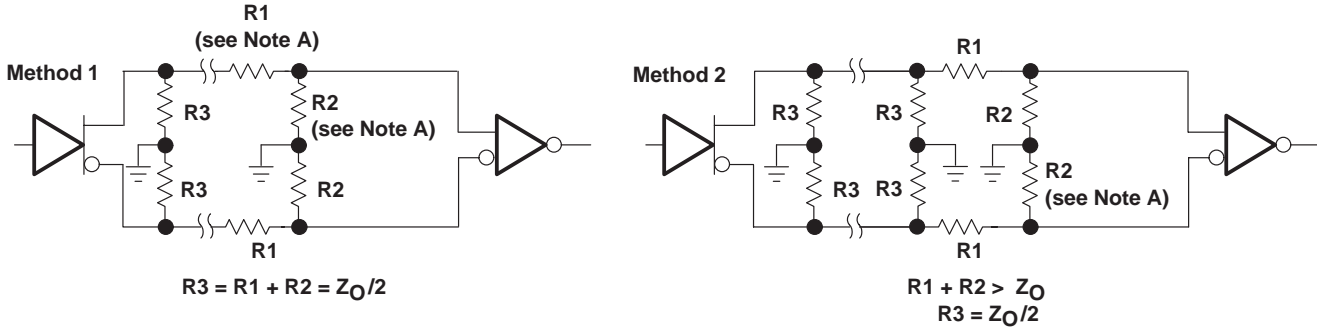 Method 1
R1
(see Note A)
R3
R2
(see Note A)
R3
R2
R1
R3 = R1 + R2 = ZO/2
Method 2
R1
R3
R3
R2
R3
R3
R2
(see Note A)
R1
R1 + R2 > ZO
R3 = ZO/2